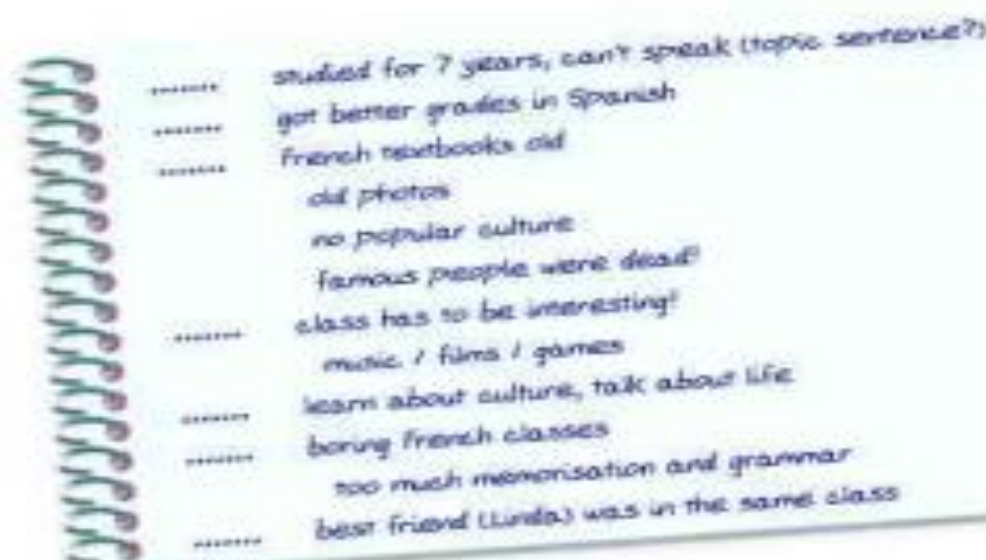 ....... studied for 7 years, can't speak (topic sentence?)
....... got better grades in Spanish
....... French textbooks old
old photos
no popular culture
famous people were dead!
....... class has to be interesting!
music / films / games
....... learn about culture, talk about life
....... boring French classes
too much memorisation and grammar
....... best friend (Linda) was in the same class